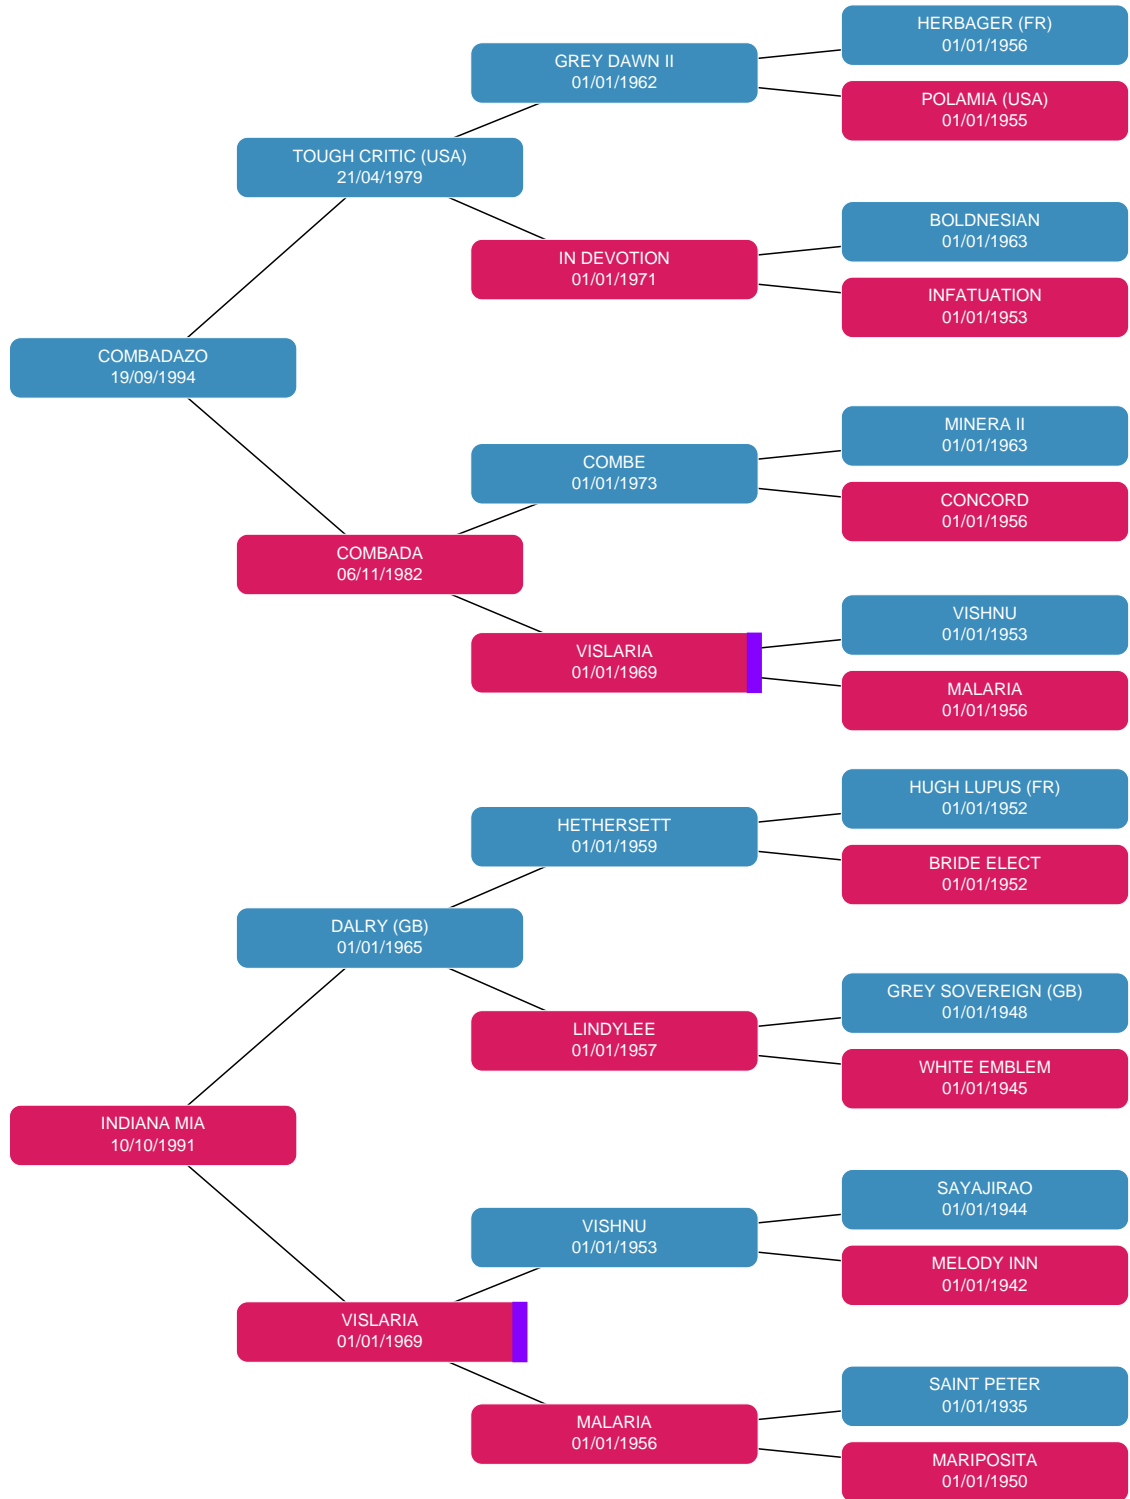 HERBAGER (FR)
01/01/1956
GREY DAWN II
01/01/1962
POLAMIA (USA)
01/01/1955
TOUGH CRITIC (USA)
21/04/1979
BOLDNESIAN
01/01/1963
IN DEVOTION
01/01/1971
INFATUATION
01/01/1953
COMBADAZO
19/09/1994
MINERA II
01/01/1963
COMBE
01/01/1973
CONCORD
01/01/1956
COMBADA
06/11/1982
VISHNU
01/01/1953
VISLARIA
01/01/1969
MALARIA
01/01/1956
HUGH LUPUS (FR)
01/01/1952
HETHERSETT
01/01/1959
BRIDE ELECT
01/01/1952
DALRY (GB)
01/01/1965
GREY SOVEREIGN (GB)
01/01/1948
LINDYLEE
01/01/1957
WHITE EMBLEM
01/01/1945
INDIANA MIA
10/10/1991
SAYAJIRAO
01/01/1944
VISHNU
01/01/1953
MELODY INN
01/01/1942
VISLARIA
01/01/1969
SAINT PETER
01/01/1935
MALARIA
01/01/1956
MARIPOSITA
01/01/1950